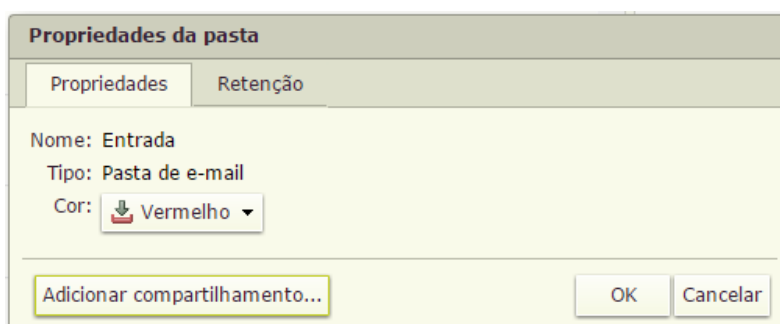 Propriedades da pasta
Propriedades Retenção
Nome: Entrada
Tipo: Pasta de e-mail
Cor: Vermelho
Adicionar compartilhamento... OK Cancelar